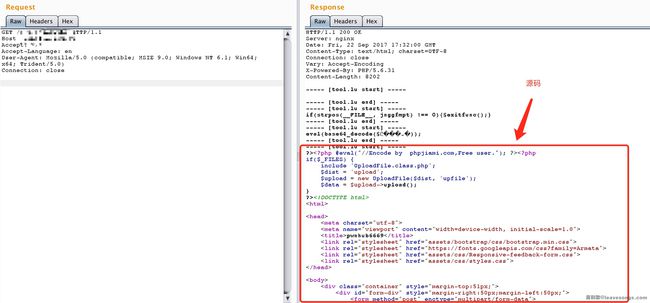 Request
Raw
Headers
Hex
GET /
HTTP/1.1
Host
Accept: */*
Accept-Language: en
User-Agent: Mozilla/5.0 (compatible; MSIE 9.0; Windows NT 6.1; Win64;
x64; Trident/5.0)
Connection: close
Response
Raw
Headers
Hex
HTTP/1.1 200 OK
Server: nginx
Date: Fri, 22 Sep 2017 17:32:00 GMT
Content-Type: text/html; charset=UTF-8
Connection: close
Vary: Accept-Encoding
X-Powered-By: PHP/5.6.31
Content-Length: 8202
----- [tool.lu start] -----
----- [tool.lu end] -----
----- [tool.lu start] -----
if(strpos(__FILE__, jnggfmpt) !== 0){$exitfunc();}
----- [tool.lu end] -----
----- [tool.lu start] -----
----- [tool.lu end] -----
----- [tool.lu start] -----
源码
?><?php @eval("//Encode by phpjiami.com,Free user."); ?><?php
if($_FILES) {
include 'UploadFile.class.php';
$dist = 'upload';
$upload = new UploadFile($dist, 'upfile');
$data = $upload->upload();
}
?><!DOCTYPE html>
<html>
<head>
<meta charset="utf-8">
<meta name="viewport" content="width=device-width, initial-scale=1.0">
<title>pwnhub6669</title>
<link rel="stylesheet" href="assets/bootstrap/css/bootstrap.min.css">
<link rel="stylesheet" href="https://fonts.googleapis.com/css?family=Armata">
<link rel="stylesheet" href="assets/css/Responsive-feedback-form.css">
<link rel="stylesheet" href="assets/css/styles.css">
</head>
<body>
<div class="container" style="margin-top:51px;">
<div id="form-div" style="margin-right:50px;margin-left:50px;">
<form method="post" enctype="multipart/form-data">